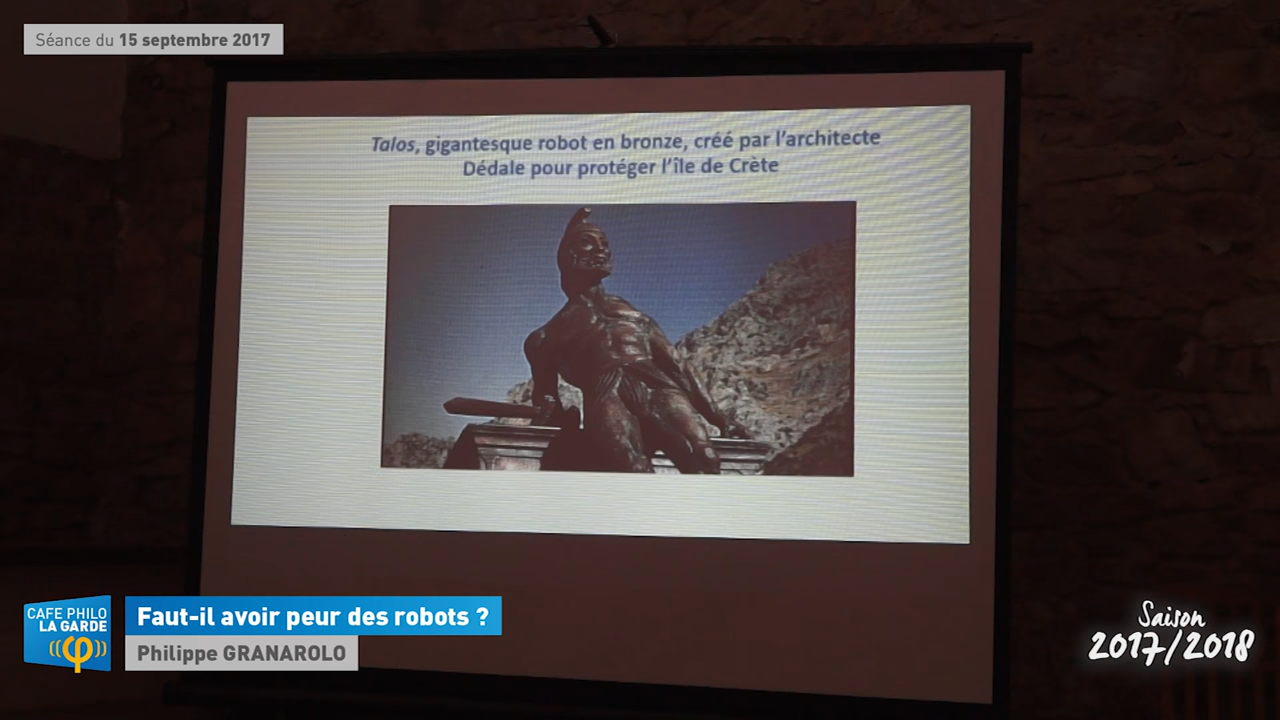 Séance du 15 septembre 2017
Talos, gigantesque robot en bronze, créé par l'architecte
Dédale pour protéger l'île de Crète
CAFE PHILO
LA GARDE
Faut-il avoir peur des robots ?
Philippe GRANAROLO
Saison
2017/2018